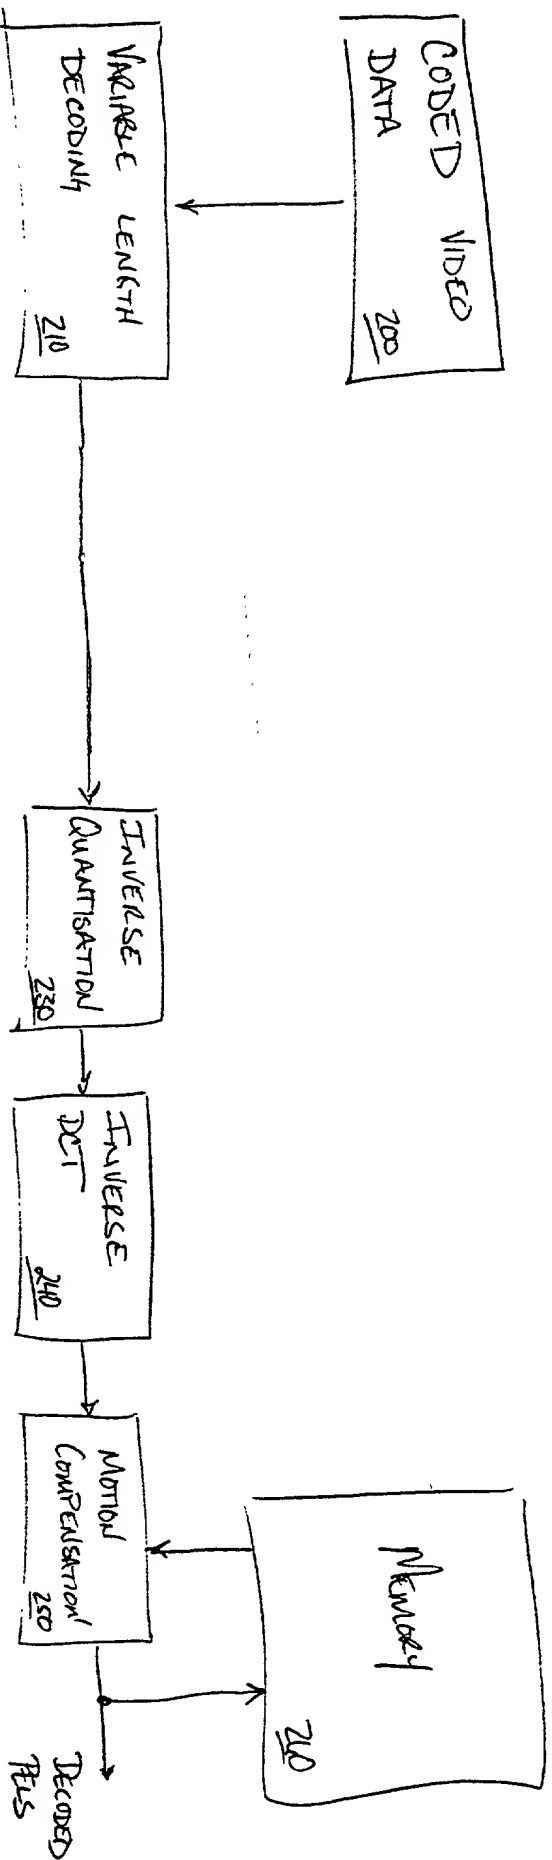 CODED VIDEO
DATA
200
VARIABLE LENGTH
DECODING
210
INVERSE
QUANTISATION
230
INVERSE
DCT
240
MOTION
COMPENSATION
250
MEMORY
260
DECODED
PELS